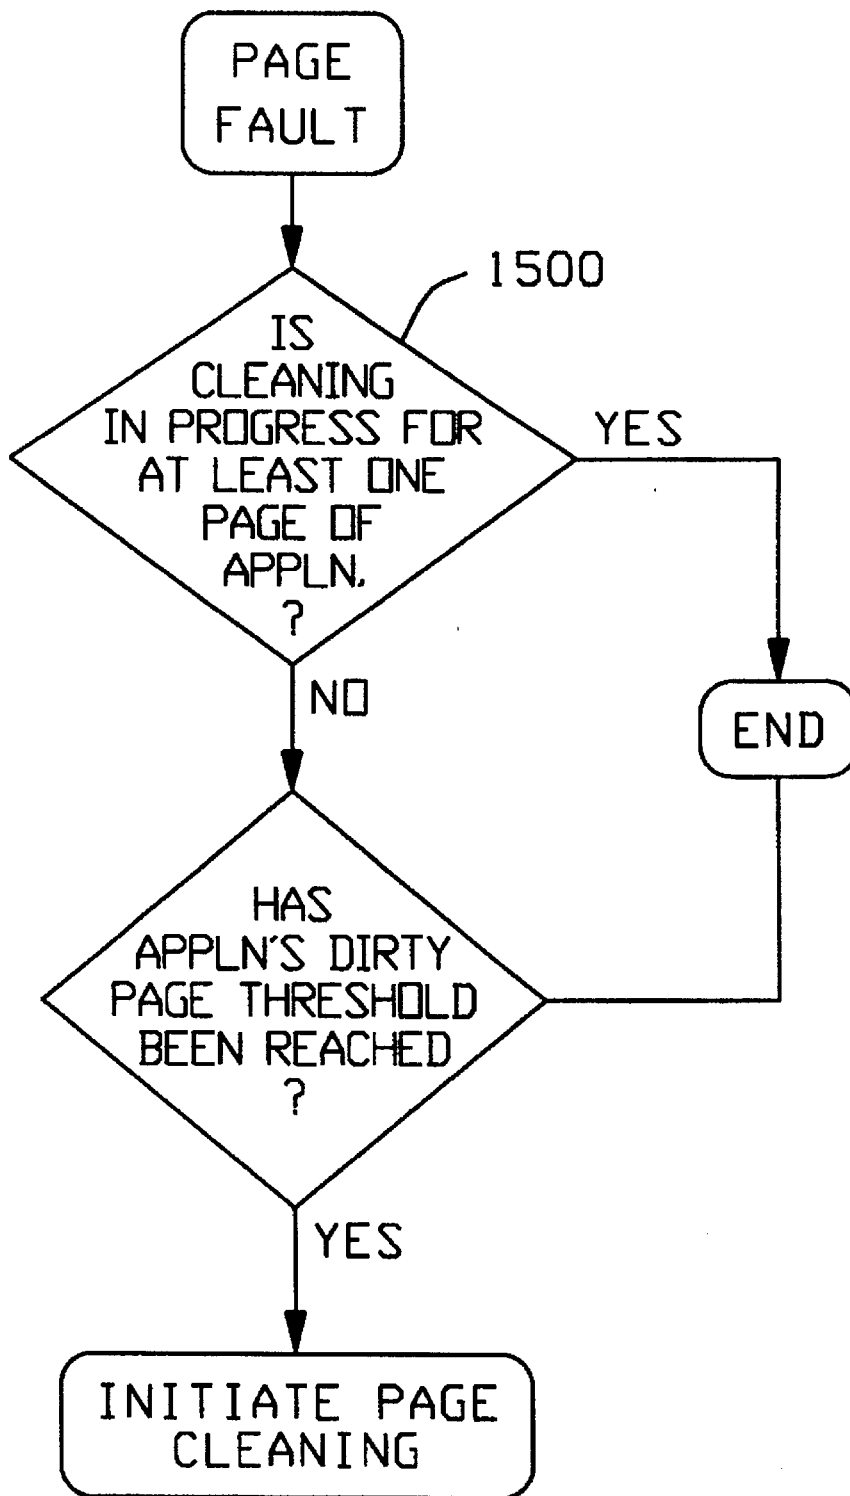 PAGE
FAULT
1500
IS
CLEANING
IN PROGRESS FOR
AT LEAST ONE
PAGE OF
APPLN.
?
YES
NO
END
HAS
APPLN'S DIRTY
PAGE THRESHOLD
BEEN REACHED
?
YES
INITIATE PAGE
CLEANING